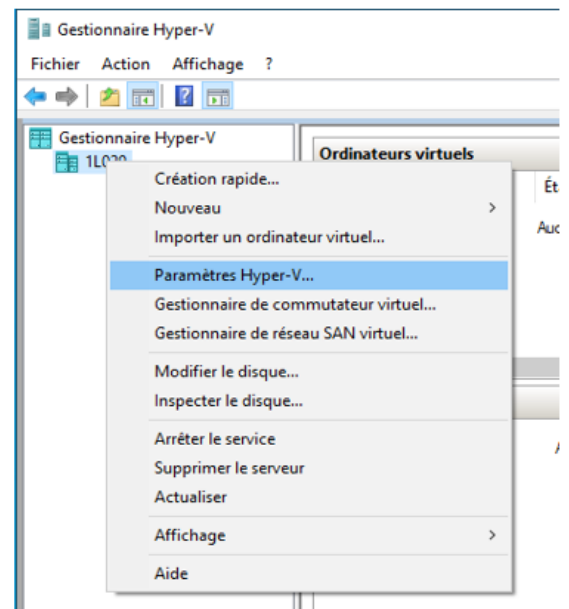 Gestionnaire Hyper-V
Fichier Action Affichage ?
Gestionnaire Hyper-V
Ordinateurs virtuels
Création rapide...
Nouveau
Importer un ordinateur virtuel...
Paramètres Hyper-V...
Gestionnaire de commutateur virtuel...
Gestionnaire de réseau SAN virtuel...
Modifier le disque...
Inspecter le disque...
Arrêter le service
Supprimer le serveur
Actualiser
Affichage
Aide